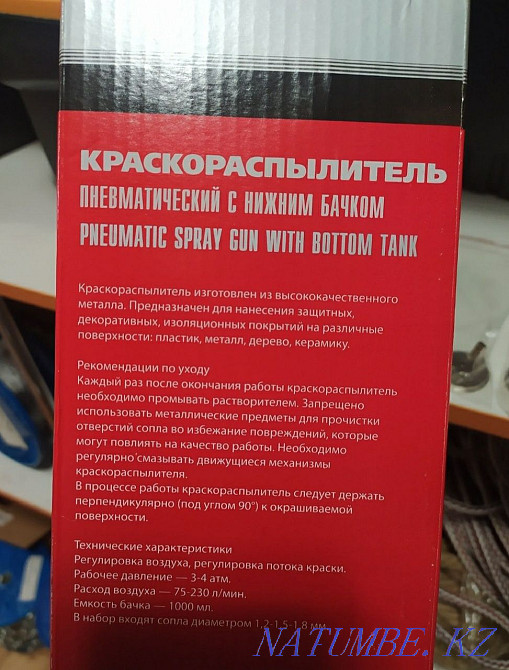 КРАСКОРАСПЫЛИТЕЛЬ
ПНЕВМАТИЧЕСКИЙ С НИЖНИМ БАЧКОМ
PNEUMATIC SPRAY GUN WITH BOTTOM TANK
Краскораспылитель изготовлен из высококачественного
металла. Предназначен для нанесения защитных,
декоративных, изоляционных покрытий на различные
поверхности: пластик, металл, дерево, керамику.
Рекомендации по уходу
Каждый раз после окончания работы краскораспылитель
необходимо промывать растворителем. Запрещено
использовать металлические предметы для прочистки
отверстий сопла во избежание повреждений, которые
могут повлиять на качество работы. Необходимо
регулярно смазывать движущиеся механизмы
краскораспылителя.
В процессе работы краскораспылитель следует держать
перпендикулярно (под углом 90°) к окрашиваемой
поверхности.
Технические характеристики
Регулировка воздуха, регулировка потока краски.
Рабочее давление — 3-4 атм.
Расход воздуха — 75-230 л/мин.
Емкость бачка — 1000 мл.
В набор входят сопла диаметром 1,2-1,5-1,8 мм
NATUMBE.KZ